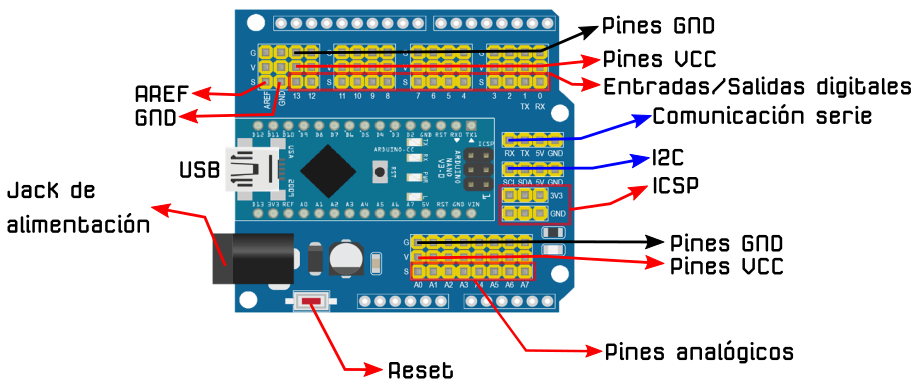 Pines GND
G
V
Pines VCC
S
Entradas/Salidas digitales
AREF
AREF GND 13 12 11 10 9 8 7 6 5 4 3 2 1 0
TX RX
GND
Comunicación serie
D12 D11 D10 D9 D8 D7 D6 D5 D4 D3 D2 GND RST RX0 TX1
RX TX 5V GND
I2C
USB
USA
2009
ARDUINO.CC
RST
TX
RX
PWR
L
ICSP
ARDUINO
NANO
V3.0
1
SCL SDA 5V GND
ICSP
3V3
GND
Jack de
alimentación
D13 3V3 REF A0 A1 A2 A3 A4 A5 A6 A7 5V RST GND VIN
G
Pines GND
V
Pines VCC
S
A0 A1 A2 A3 A4 A5 A6 A7
Pines analógicos
Reset